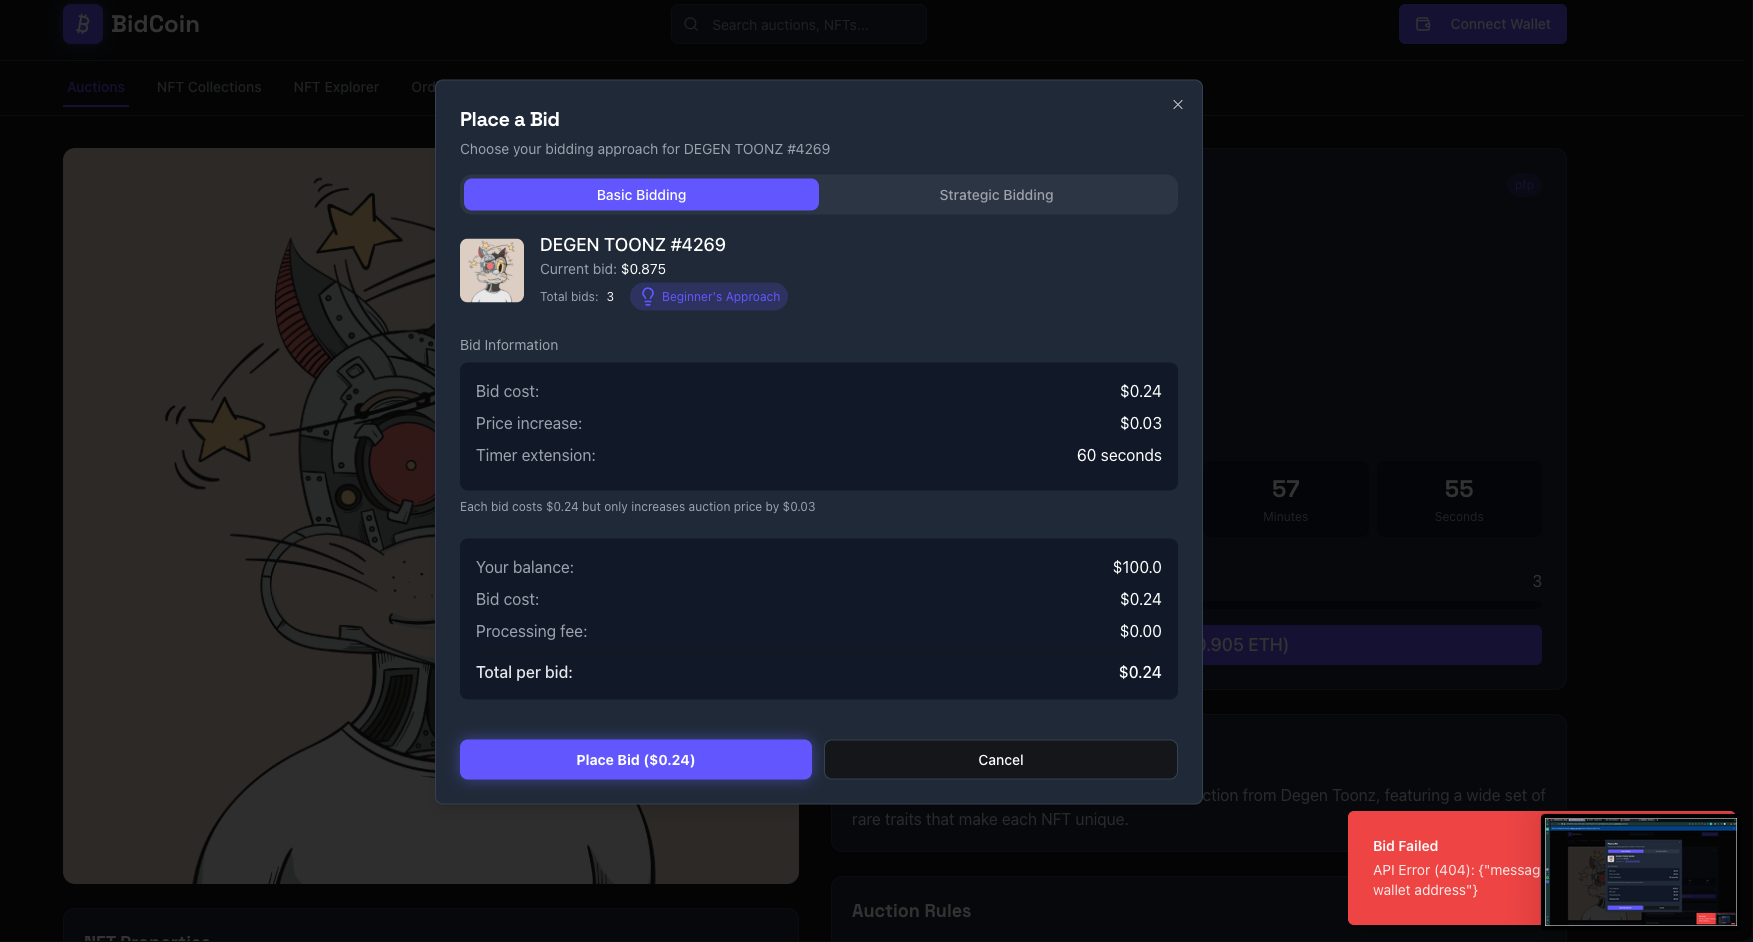 BidCoin
Search auctions, NFTs...
Connect Wallet
Auctions
NFT Collections
NFT Explorer
Ord
Place a Bid
Choose your bidding approach for DEGEN TOONZ #4269
Basic Bidding
Strategic Bidding
pfp
DEGEN TOONZ #4269
Current bid: $0.875
Total bids: 3
Beginner's Approach
Bid Information
Bid cost: $0.24
Price increase: $0.03
Timer extension: 60 seconds
Each bid costs $0.24 but only increases auction price by $0.03
57
Minutes
55
Seconds
Your balance: $100.0
Bid cost: $0.24
Processing fee: $0.00
Total per bid: $0.24
3
0.905 ETH)
Place Bid ($0.24)
Cancel
ction from Degen Toonz, featuring a wide set of
rare traits that make each NFT unique.
Bid Failed
API Error (404): {"messag
wallet address"}
Auction Rules
NFT Properties